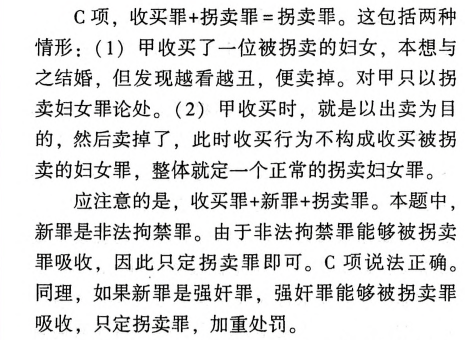 C项，收买罪+拐卖罪=拐卖罪。这包括两种
情形：（1）甲收买了一位被拐卖的妇女，本想与
之结婚，但发现越看越丑，便卖掉。对甲只以拐
卖妇女罪论处。（2）甲收买时，就是以出卖为目
的，然后卖掉了，此时收买行为不构成收买被拐
卖的妇女罪，整体就定一个正常的拐卖妇女罪。
应注意的是，收买罪+新罪+拐卖罪。本题中，
新罪是非法拘禁罪。由于非法拘禁罪能够被拐卖
罪吸收，因此只定拐卖罪即可。C项说法正确。
同理，如果新罪是强奸罪，强奸罪能够被拐卖罪
吸收，只定拐卖罪，加重处罚。